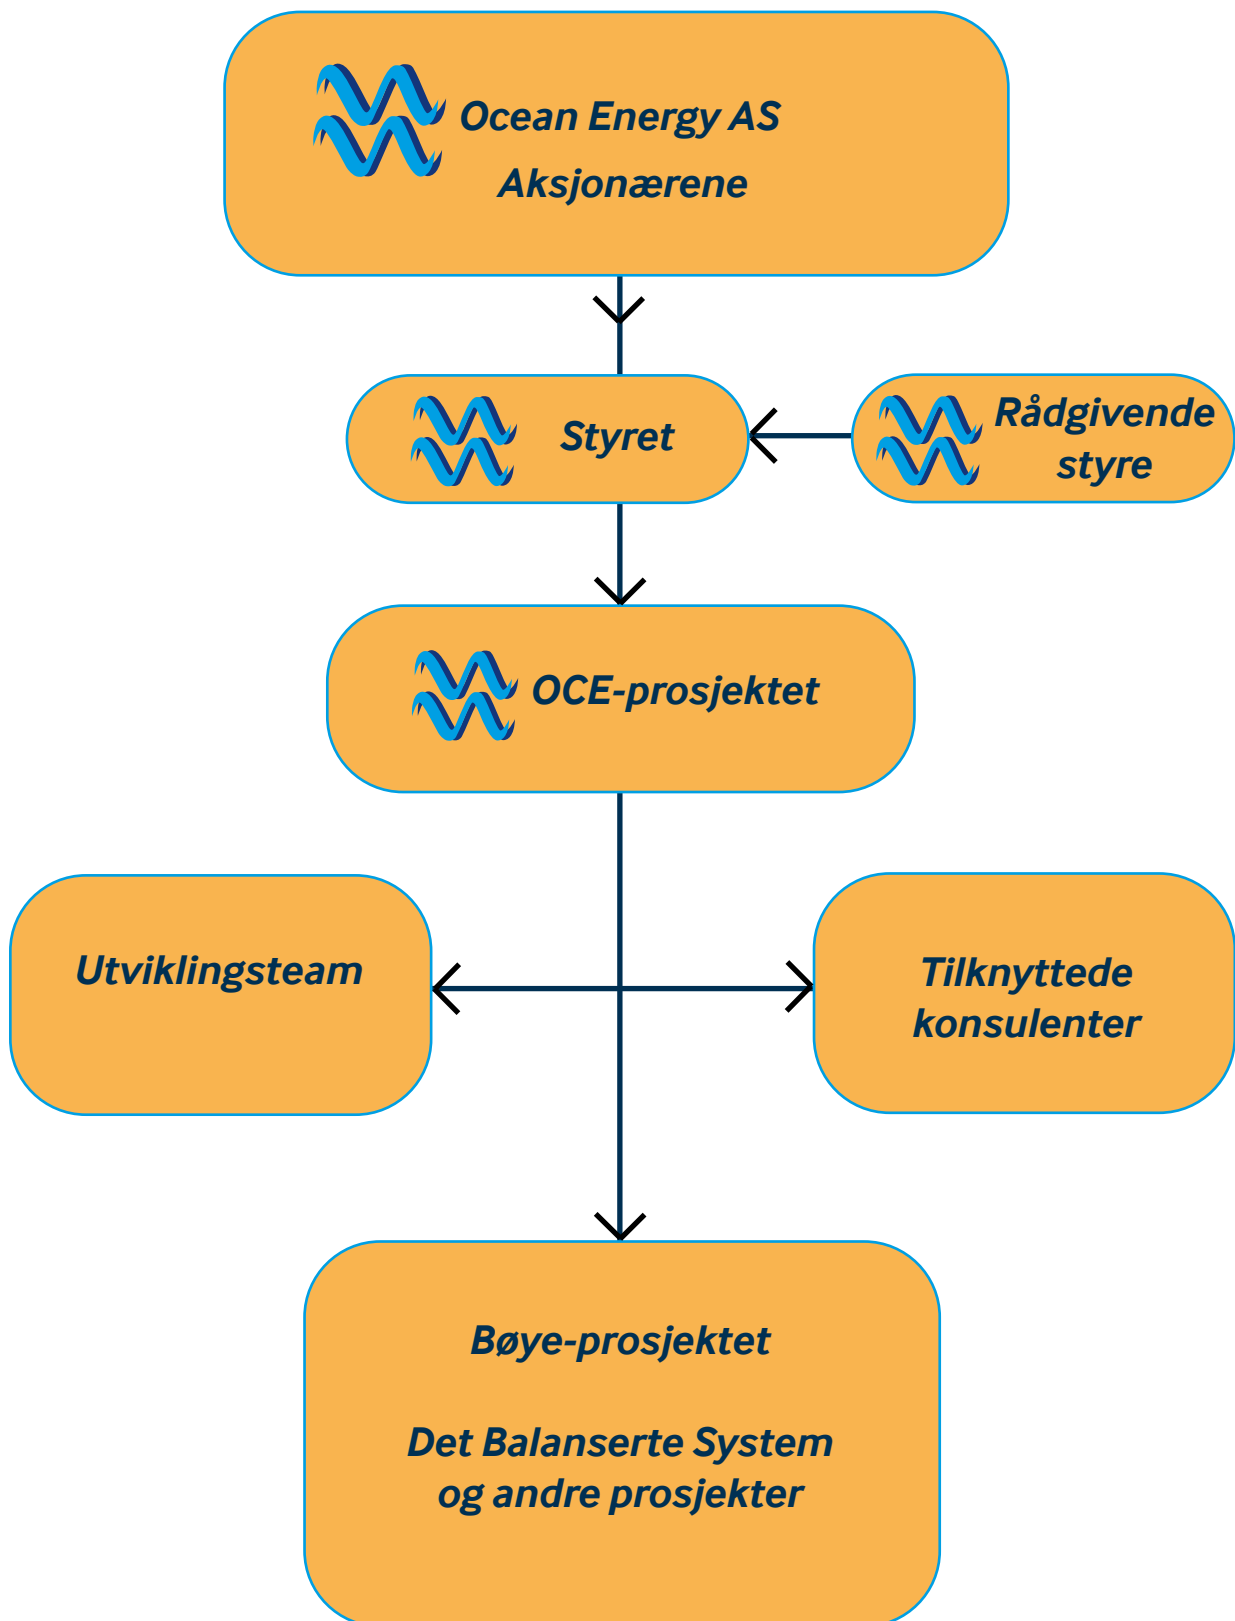 Ocean Energy AS
Aksjonærene
Styret
Rådgivende
styre
OCE-prosjektet
Utviklingsteam
Tilknyttede
konsulenter
Bøye-prosjektet
Det Balanserte System
og andre prosjekter